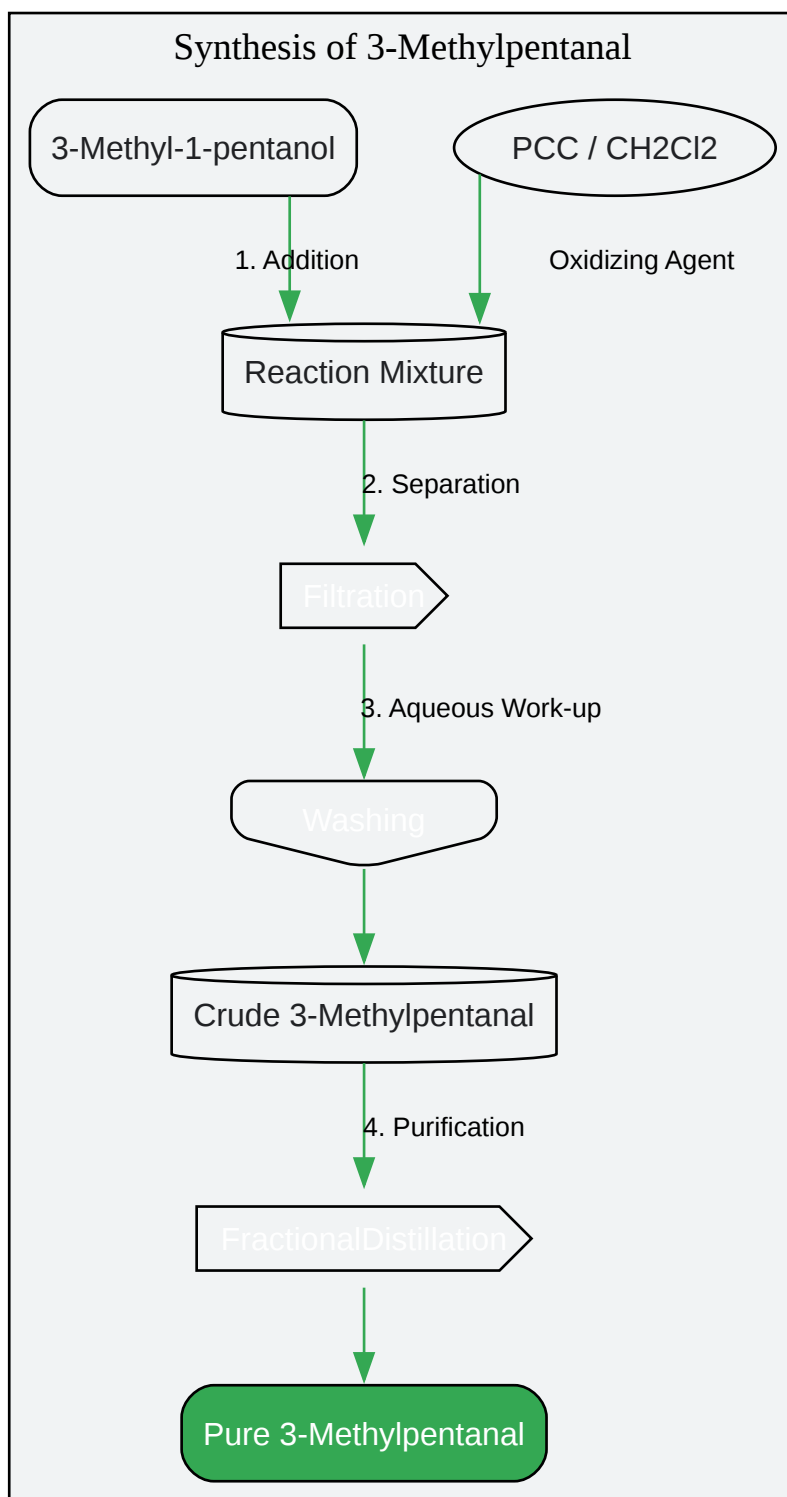 Synthesis of 3-Methylpentanal
3-Methyl-1-pentanol
PCC / CH2Cl2
1. Addition
Oxidizing Agent
Reaction Mixture
2. Separation
Filtration
3. Aqueous Work-up
Washing
Crude 3-Methylpentanal
4. Purification
FractionalDistillation
Pure 3-Methylpentanal